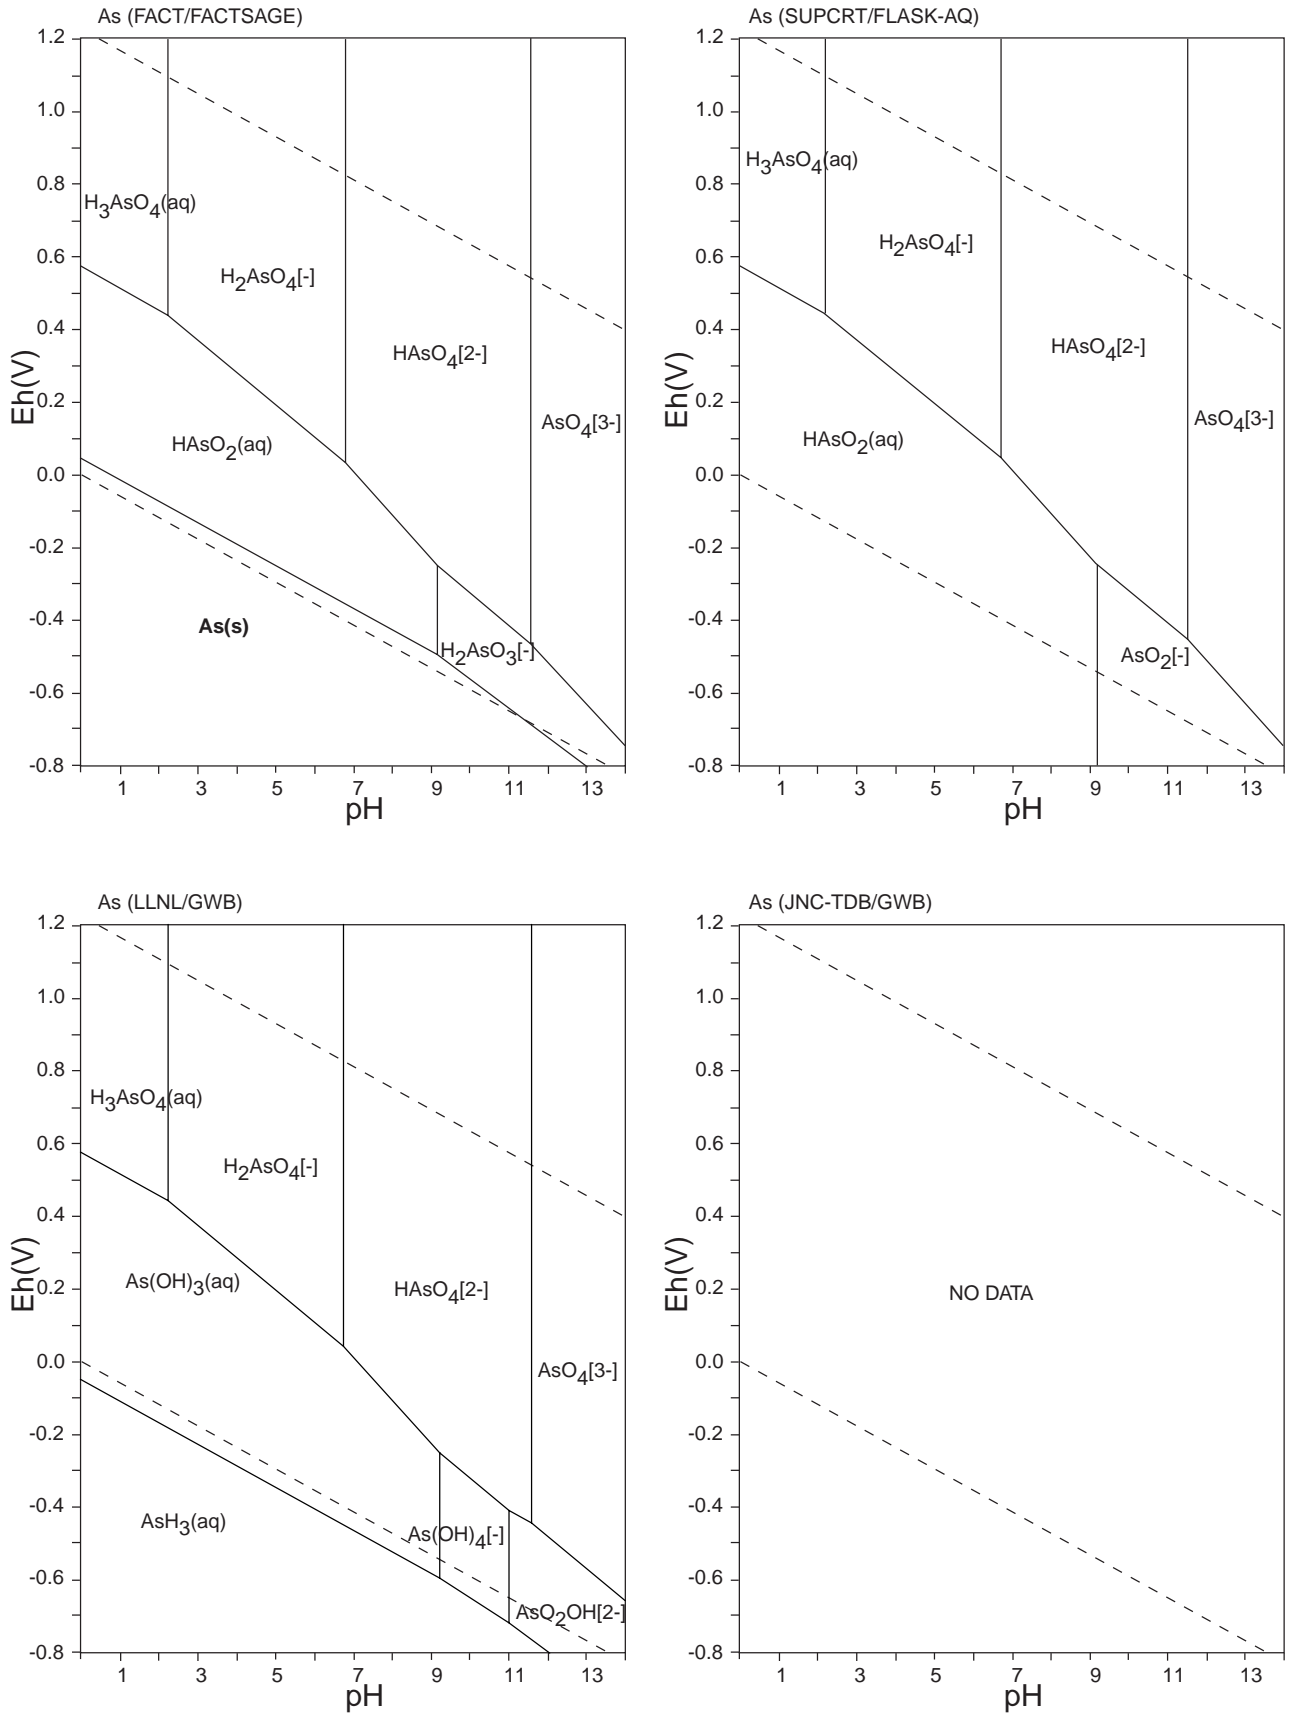 As (FACT/FACTSAGE)
1.2
1.0
0.8
0.6
0.4
0.2
0.0
-0.2
-0.4
-0.6
-0.8
Eh(V)
H3AsO4(aq)
H2AsO4[-]
HAsO4[2-]
AsO4[3-]
HAsO2(aq)
As(s)
H2AsO3[-]
1 3 5 7 9 11 13
pH
As (SUPCRT/FLASK-AQ)
1.2
1.0
0.8
0.6
0.4
0.2
0.0
-0.2
-0.4
-0.6
-0.8
Eh(V)
H3AsO4(aq)
H2AsO4[-]
HAsO4[2-]
AsO4[3-]
HAsO2(aq)
AsO2[-]
1 3 5 7 9 11 13
pH
As (LLNL/GWB)
1.2
1.0
0.8
0.6
0.4
0.2
0.0
-0.2
-0.4
-0.6
-0.8
Eh(V)
H3AsO4(aq)
H2AsO4[-]
As(OH)3(aq)
HAsO4[2-]
AsO4[3-]
AsH3(aq)
As(OH)4[-]
AsO2OH[2-]
1 3 5 7 9 11 13
pH
As (JNC-TDB/GWB)
1.2
1.0
0.8
0.6
0.4
0.2
0.0
-0.2
-0.4
-0.6
-0.8
Eh(V)
NO DATA
1 3 5 7 9 11 13
pH